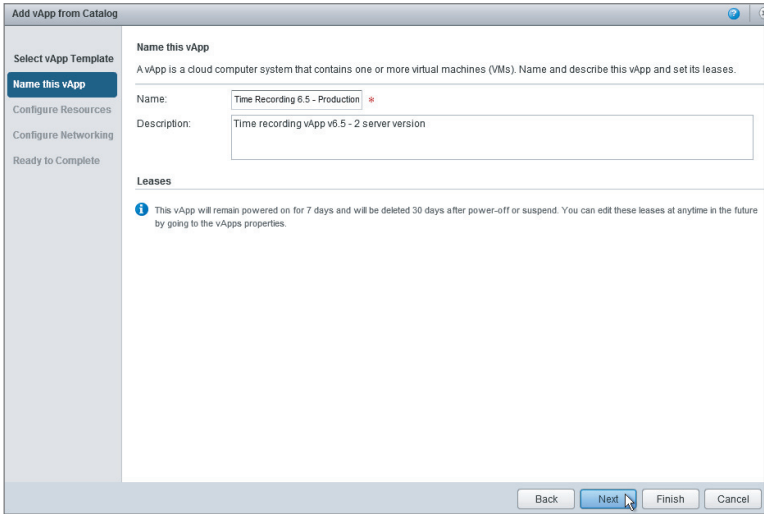 Add vApp from Catalog
Select vApp Template
Name this vApp
Configure Resources
Configure Networking
Ready to Complete
Name this vApp
A vApp is a cloud computer system that contains one or more virtual machines (VMs). Name and describe this vApp and set its leases.
Name: Time Recording 6.5 - Production *
Description: Time recording vApp v6.5 - 2 server version
Leases
This vApp will remain powered on for 7 days and will be deleted 30 days after power-off or suspend. You can edit these leases at anytime in the future
by going to the vApps properties.
Back Next Finish Cancel